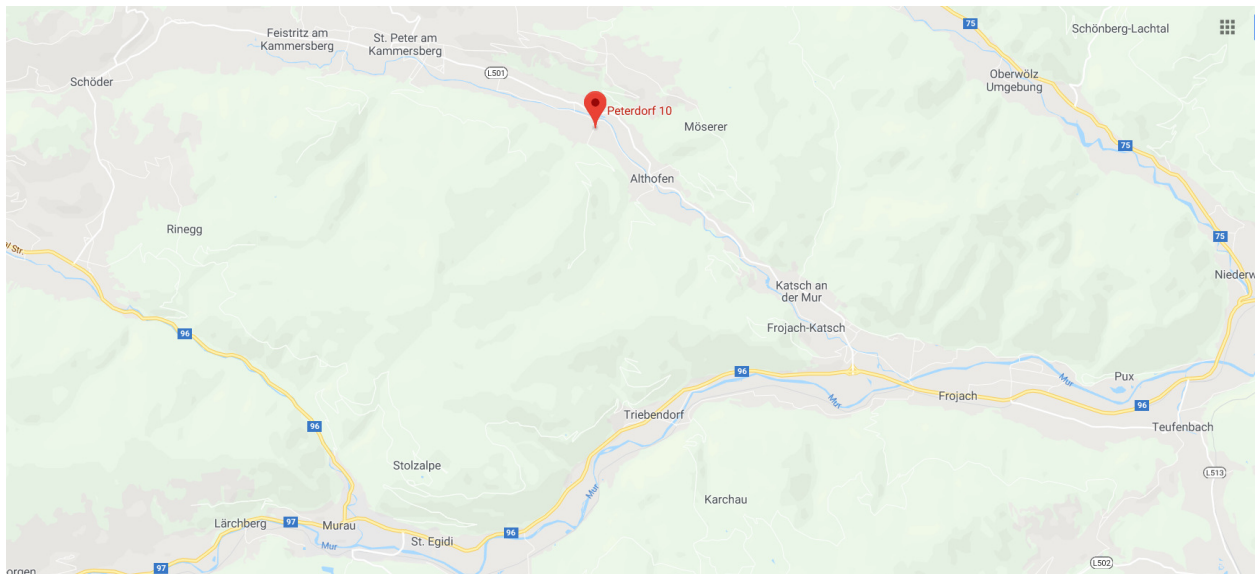 75
Schönberg-Lachtal
Feistritz am
Kammersberg
St. Peter am
Kammersberg
L501
Schöder
Oberwölz
Umgebung
Peterdorf 10
Möserer
75
Althofen
Rinegg
75
Str.
Niederw
Katsch an
der Mur
Frojach-Katsch
96
96
Mur
Pux
Frojach
Mur
96
Triebendorf
96
Teufenbach
Stolzalpe
L513
Karchau
Mur
Lärchberg
97
Murau
96
St. Egidi
Mur
L502
97
orgen